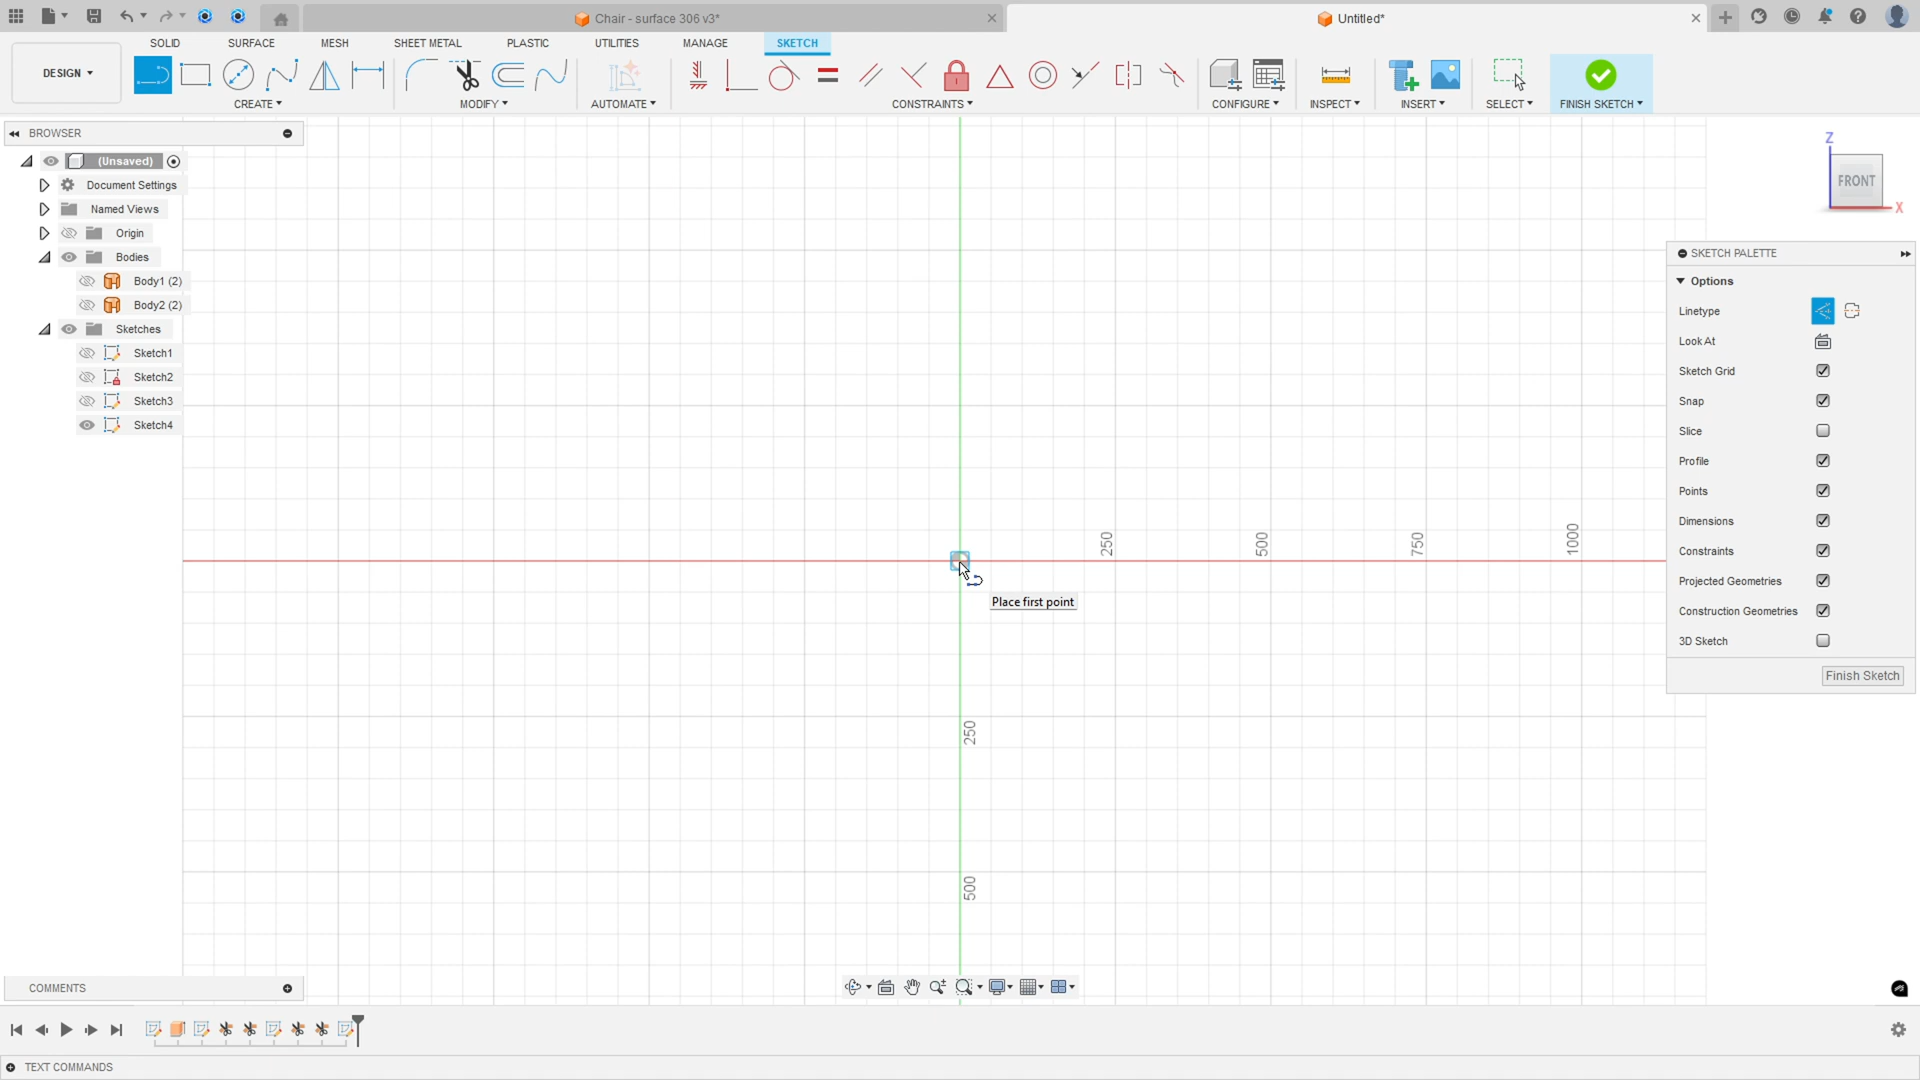 Chair - surface 306 v3*
Untitled*
DESIGN
SOLID
SURFACE
MESH
SHEET METAL
PLASTIC
UTILITIES
MANAGE
SKETCH
CREATE
MODIFY
AUTOMATE
CONSTRAINTS
CONFIGURE
INSPECT
INSERT
SELECT
FINISH SKETCH
BROWSER
(Unsaved)
Document Settings
Named Views
Origin
Bodies
Body1 (2)
Body2 (2)
Sketches
Sketch1
Sketch2
Sketch3
Sketch4
Z
FRONT
X
250
500
750
1000
Place first point
250
500
SKETCH PALETTE
Options
Linetype
Look At
Sketch Grid
Snap
Slice
Profile
Points
Dimensions
Constraints
Projected Geometries
Construction Geometries
3D Sketch
Finish Sketch
COMMENTS
TEXT COMMANDS